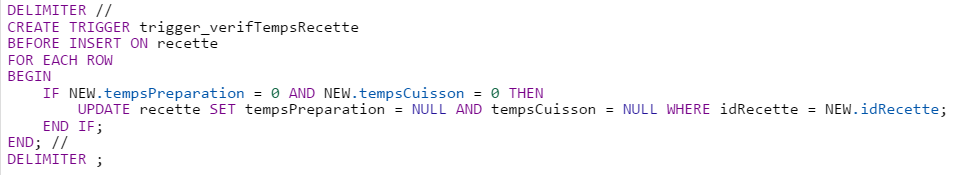 DELIMITER //
CREATE TRIGGER trigger_verifTempsRecette
BEFORE INSERT ON recette
FOR EACH ROW
BEGIN
    IF NEW.tempsPreparation = 0 AND NEW.tempsCuisson = 0 THEN
        UPDATE recette SET tempsPreparation = NULL AND tempsCuisson = NULL WHERE idRecette = NEW.idRecette;
    END IF;
END; //
DELIMITER ;